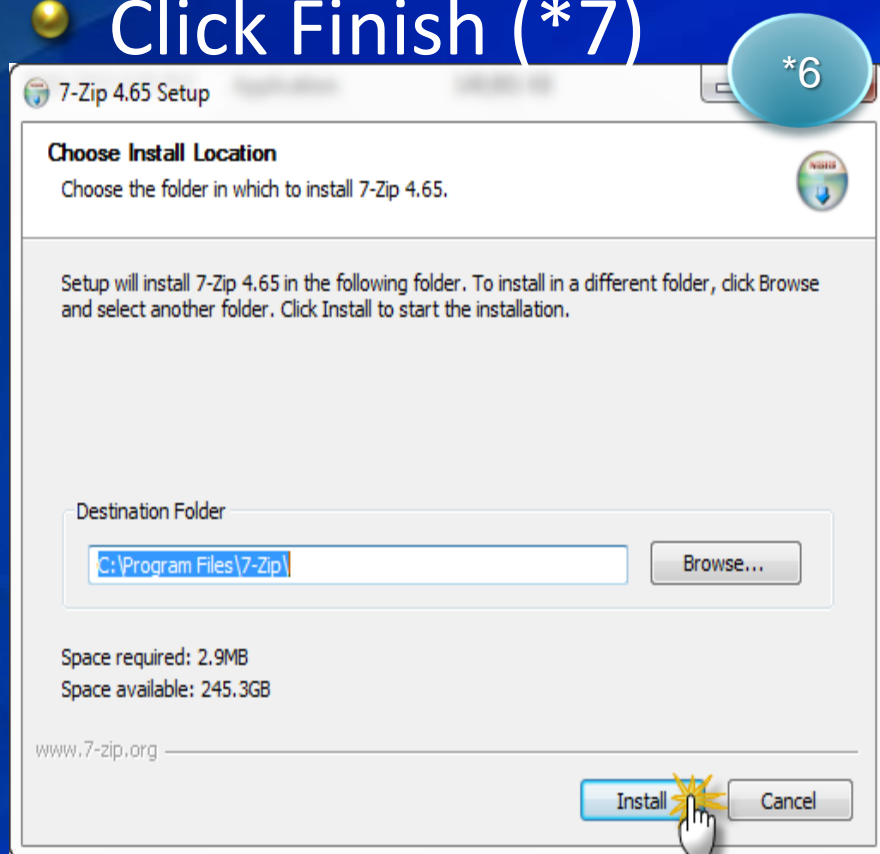 Click Finish (*7)
*6
7-Zip 4.65 Setup
Choose Install Location
Choose the folder in which to install 7-Zip 4.65.
Setup will install 7-Zip 4.65 in the following folder. To install in a different folder, click Browse
and select another folder. Click Install to start the installation.
Destination Folder
C:\Program Files\7-Zip\
Browse...
Space required: 2.9MB
Space available: 245.3GB
www.7-zip.org
Install
Cancel